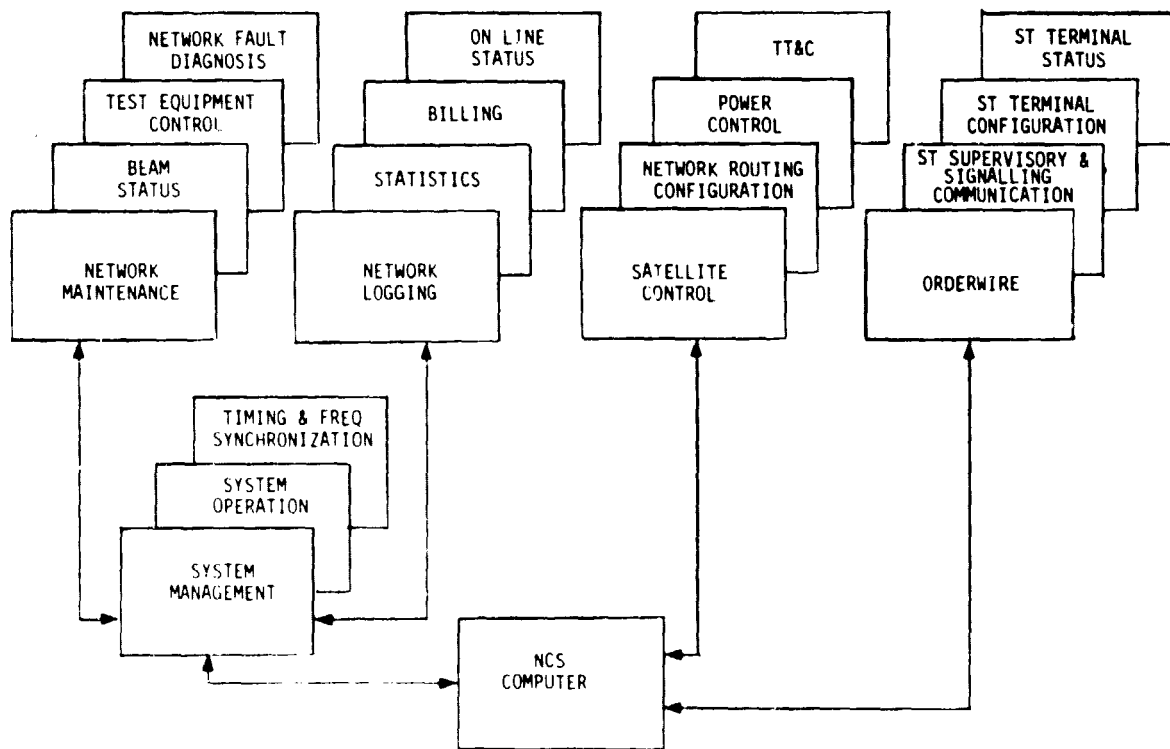 NETWORK FAULT
DIAGNOSIS
TEST EQUIPMENT
CONTROL
BEAM
STATUS
NETWORK
MAINTENANCE
ON LINE
STATUS
BILLING
STATISTICS
NETWORK
LOGGING
TT&C
POWER
CONTROL
NETWORK ROUTING
CONFIGURATION
SATELLITE
CONTROL
ST TERMINAL
STATUS
ST TERMINAL
CONFIGURATION
ST SUPERVISORY &
SIGNALLING
COMMUNICATION
ORDERWIRE
TIMING & FREQ
SYNCHRONIZATION
SYSTEM
OPERATION
SYSTEM
MANAGEMENT
NCS
COMPUTER